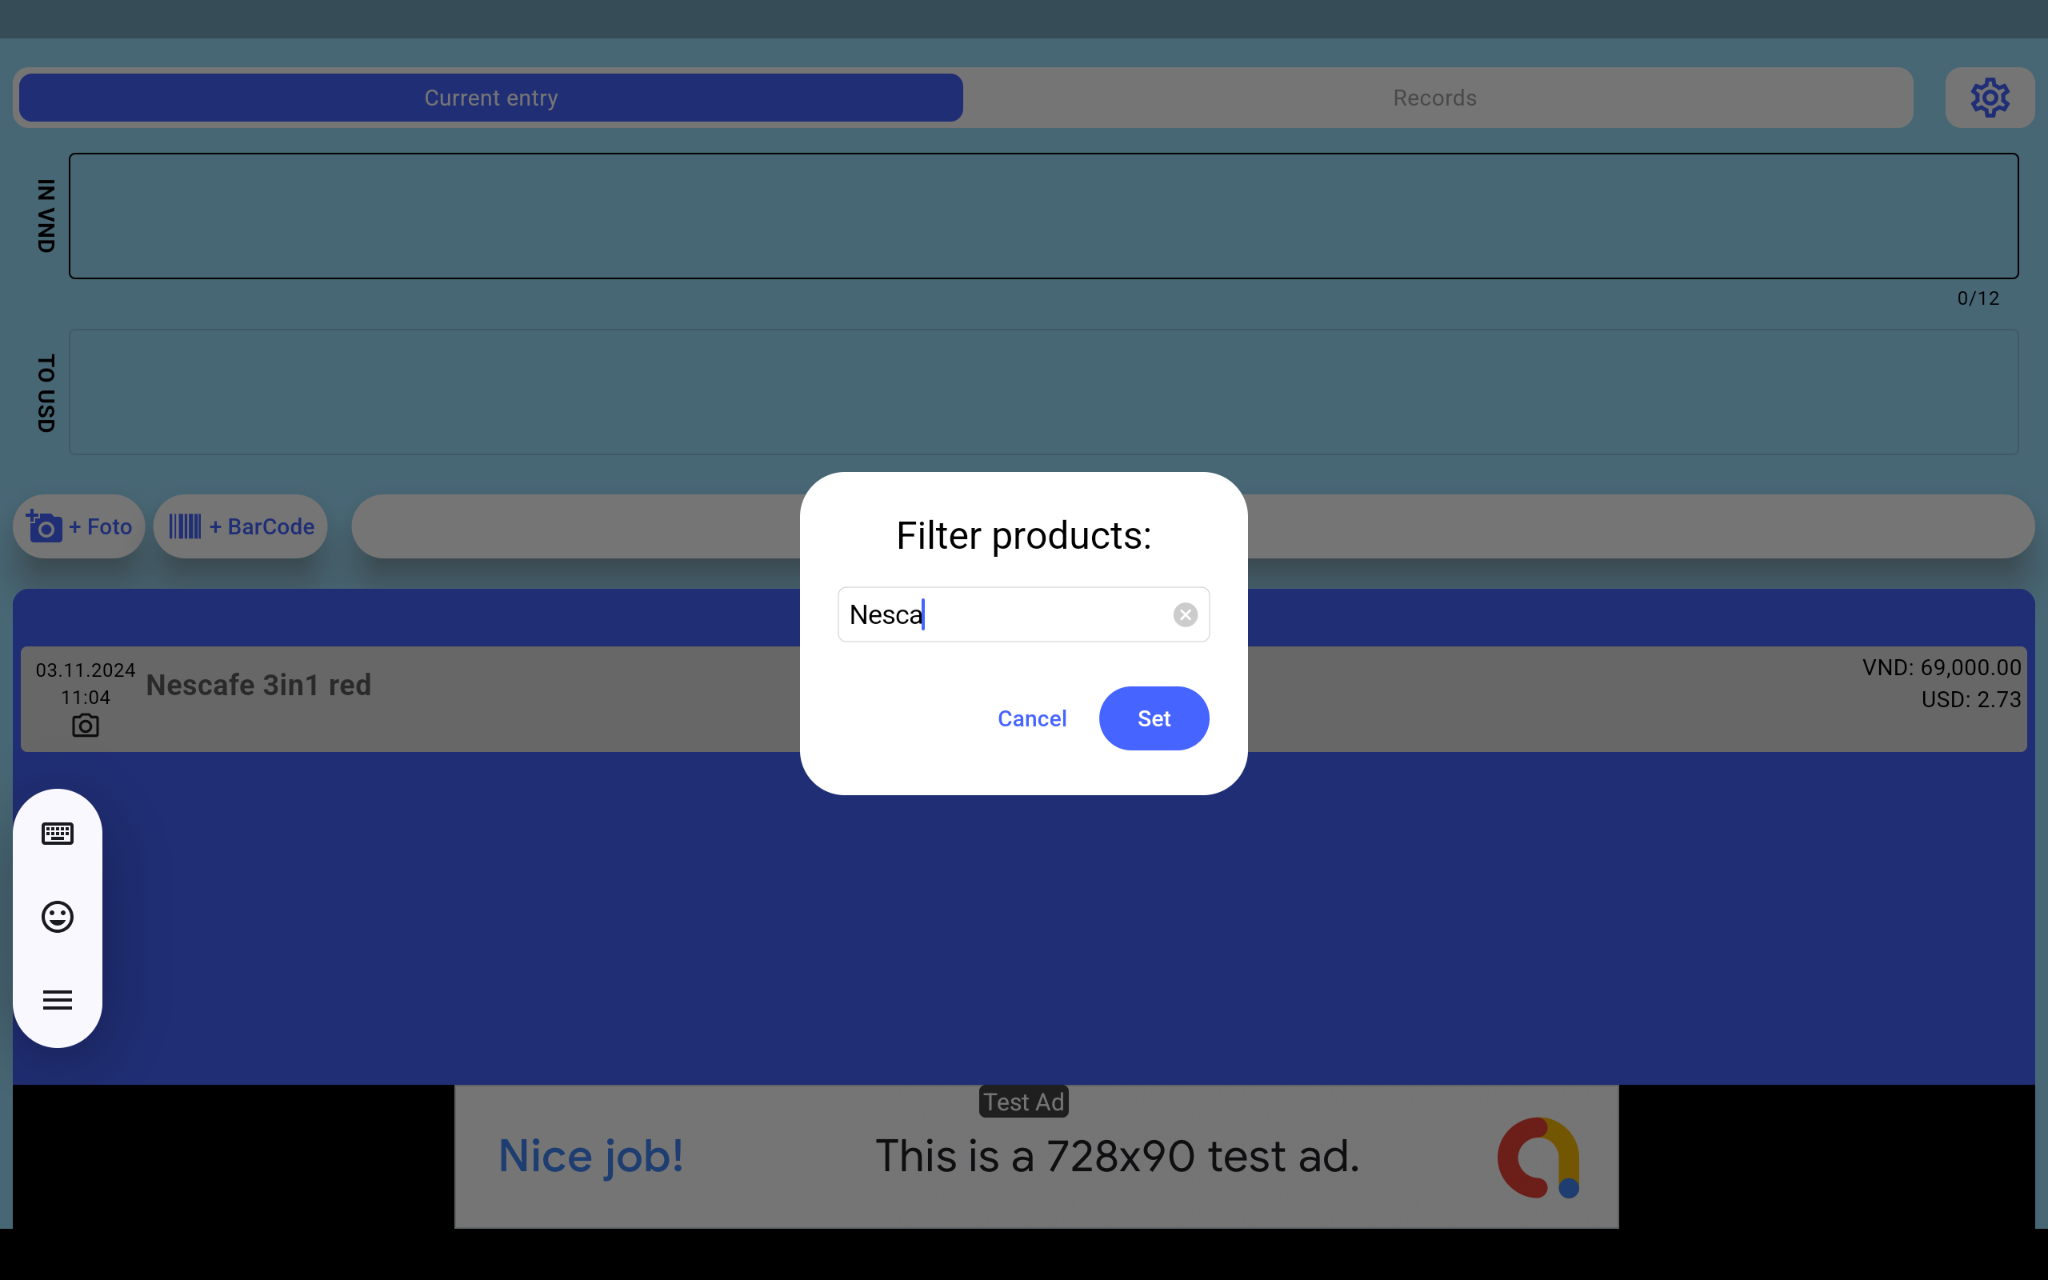 Current entry
Records
IN VND
0/12
TO USD
+ Foto
+ BarCode
Filter products:
Nesca
Cancel
Set
03.11.2024
11:04
Nescafe 3in1 red
VND: 69,000.00
USD: 2.73
Test Ad
Nice job!
This is a 728x90 test ad.